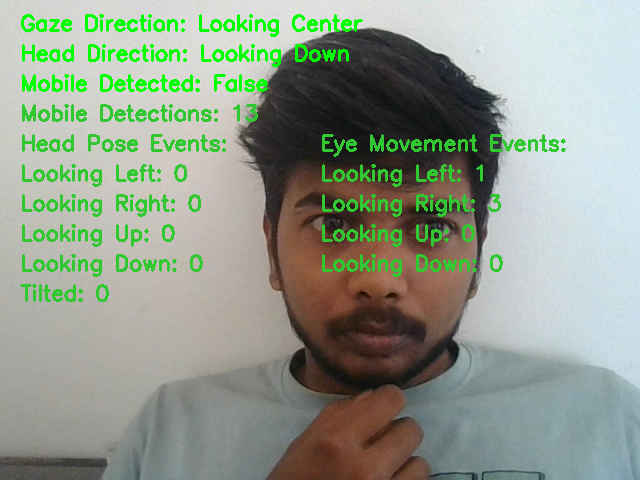 Gaze Direction: Looking Center
Head Direction: Looking Down
Mobile Detected: False
Mobile Detections: 13
Head Pose Events:
Looking Left: 0
Looking Right: 0
Looking Up: 0
Looking Down: 0
Tilted: 0
Eye Movement Events:
Looking Left: 1
Looking Right: 3
Looking Up: 0
Looking Down: 0